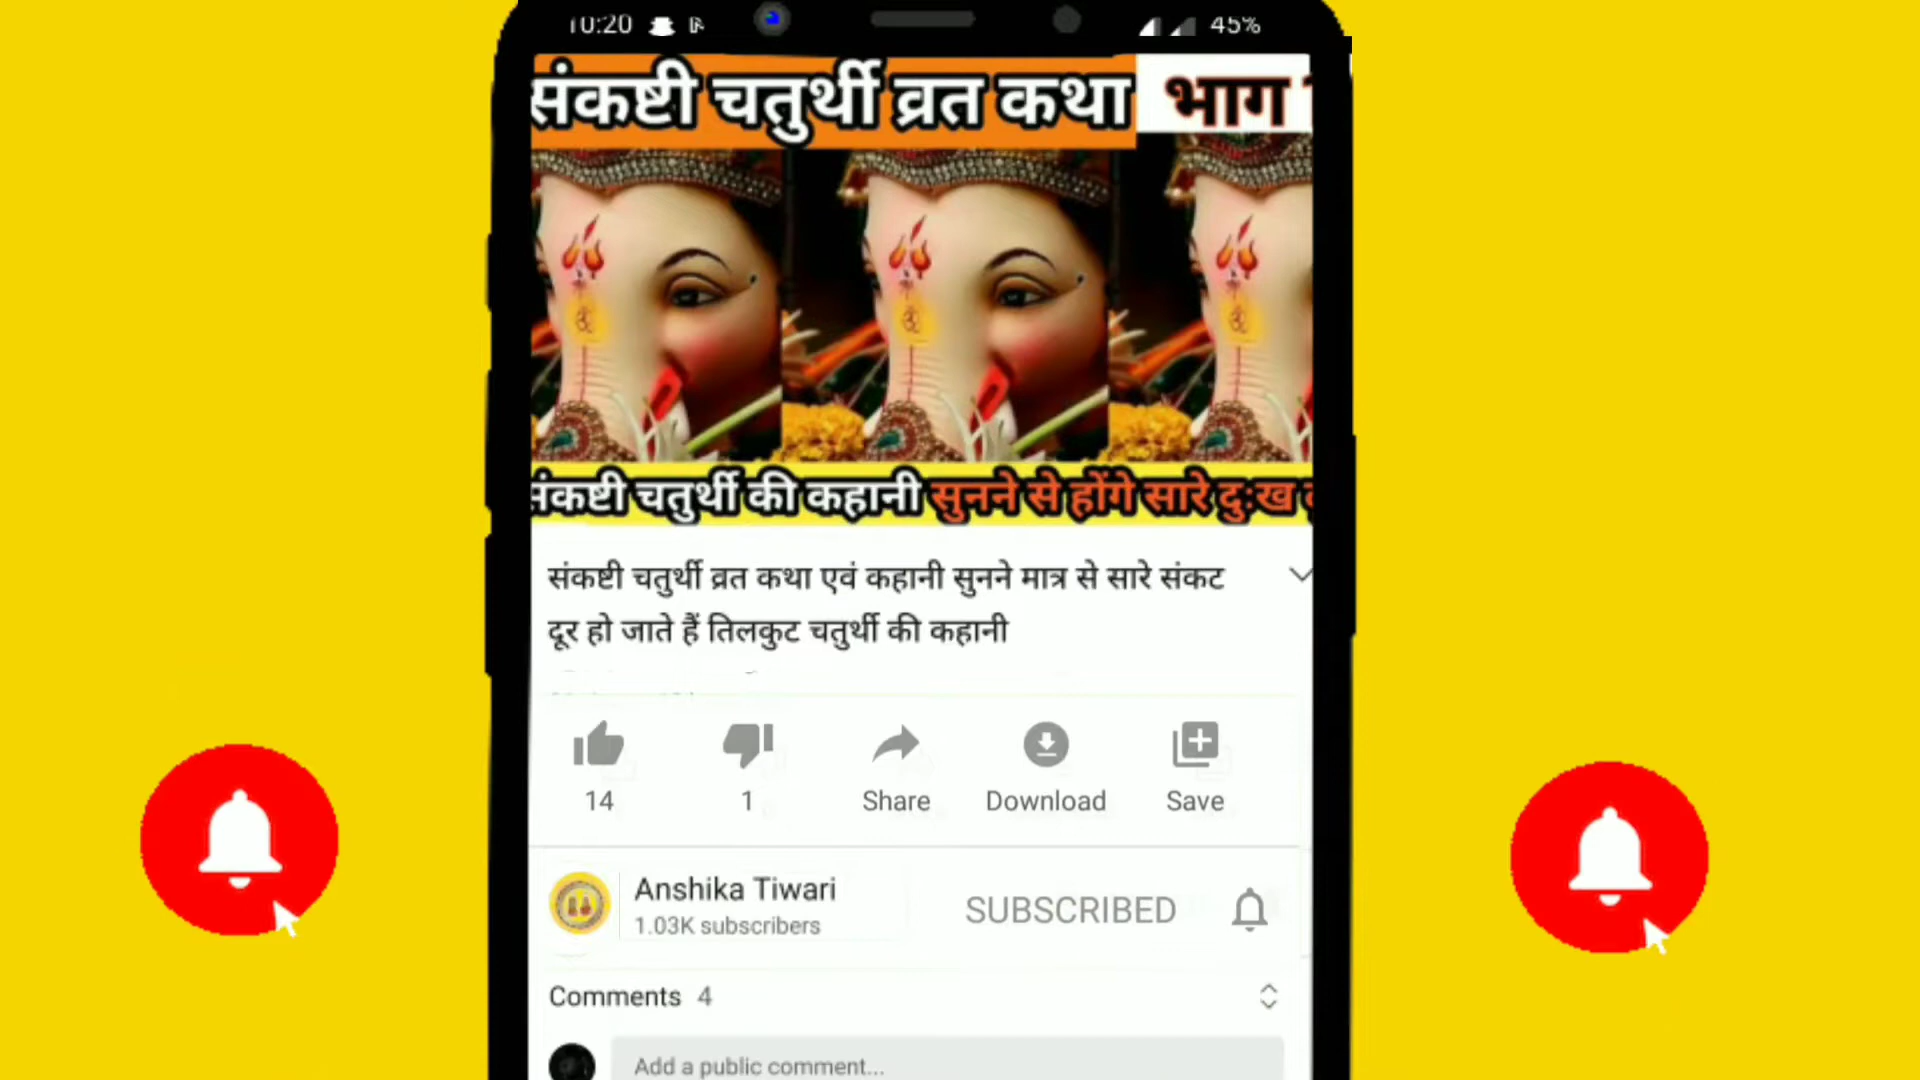 10:20 45%
संकष्टी चतुर्थी व्रत कथा भाग
संकष्टी चतुर्थी की कहानी सुनने से होंगे सारे दुःख
संकष्टी चतुर्थी व्रत कथा एवं कहानी सुनने मात्र से सारे संकट
दूर हो जाते हैं तिलकुट चतुर्थी की कहानी
14 1 Share Download Save
Anshika Tiwari
1.03K subscribers
SUBSCRIBED
Comments 4
Add a public comment...